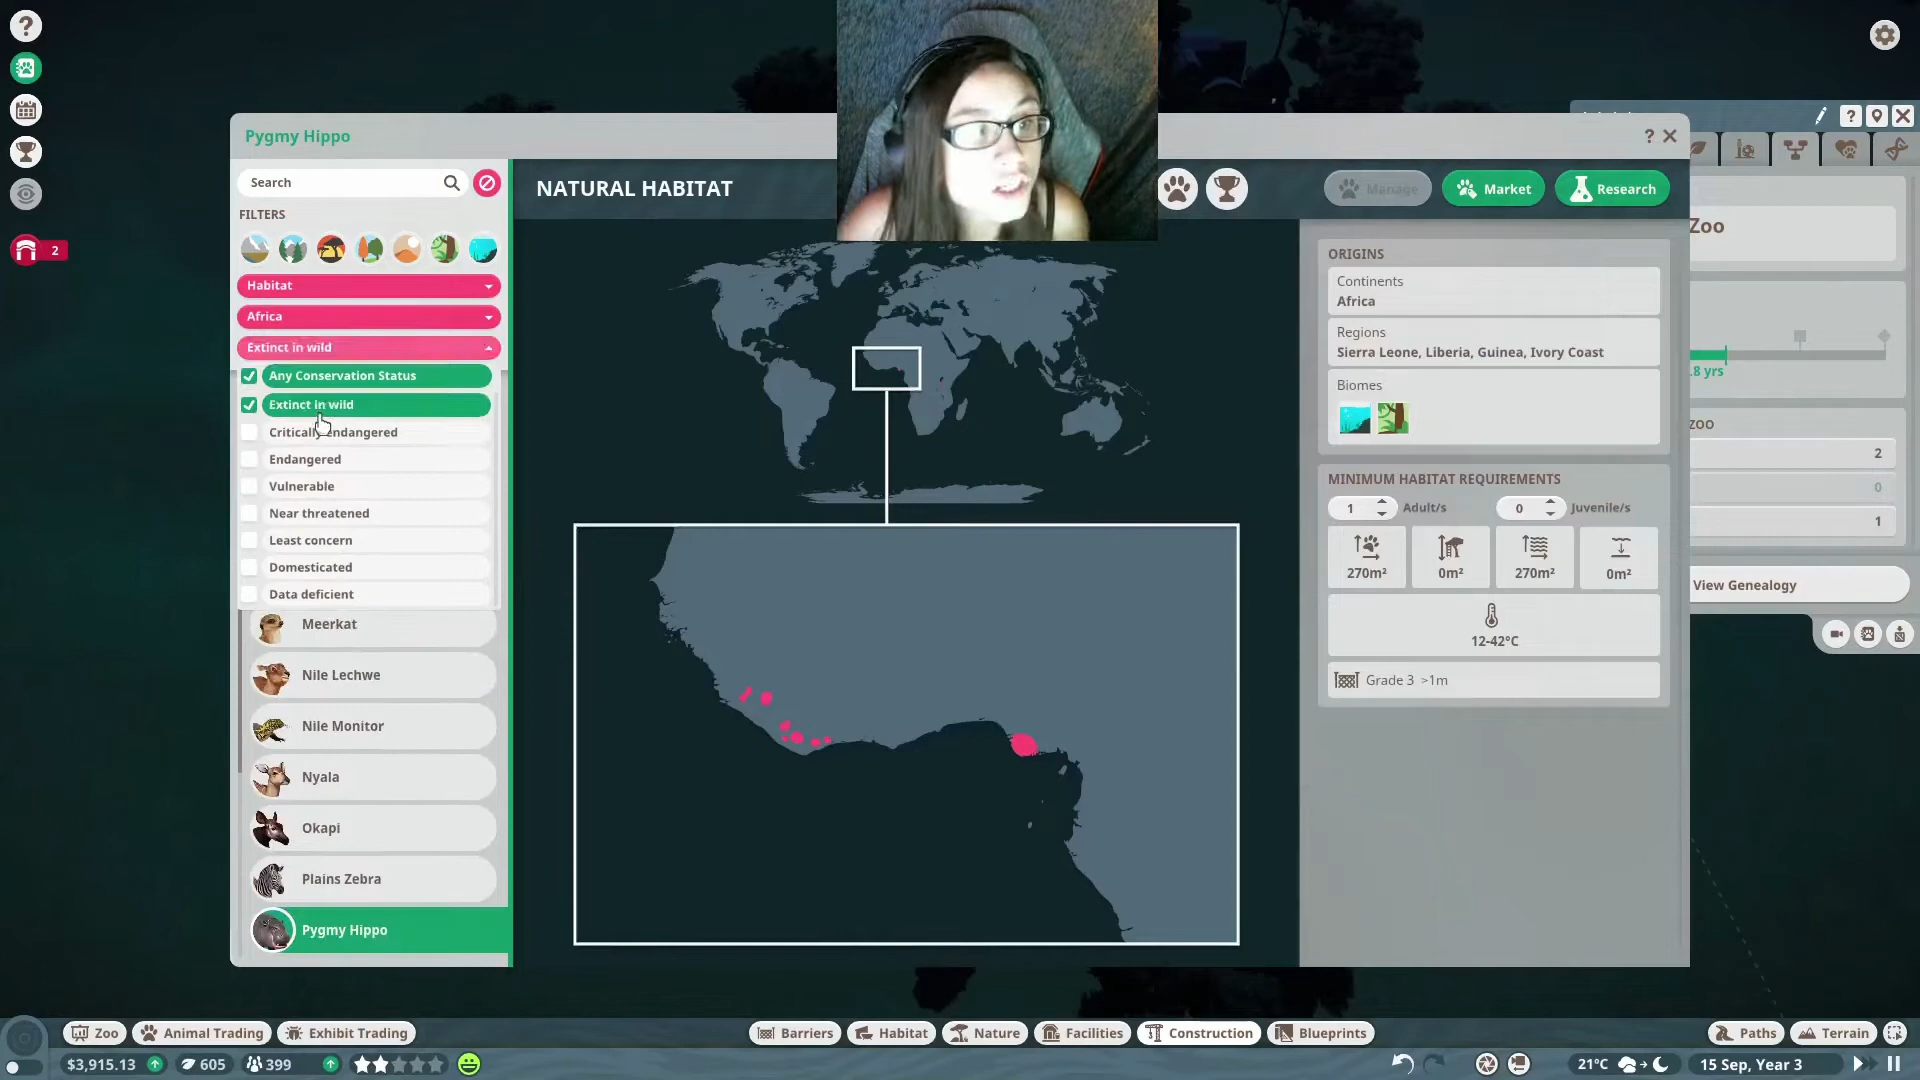 Pygmy Hippo
?
Search
FILTERS
Habitat
Africa
Extinct in wild
Any Conservation Status
Extinct in wild
Critically endangered
Endangered
Vulnerable
Near threatened
Least concern
Domesticated
Data deficient
Meerkat
Nile Lechwe
Nile Monitor
Nyala
Okapi
Plains Zebra
Pygmy Hippo
2
NATURAL HABITAT
Manage
Market
Research
ORIGINS
Continents
Africa
Regions
Sierra Leone, Liberia, Guinea, Ivory Coast
Biomes
MINIMUM HABITAT REQUIREMENTS
1 Adult/s 0 Juvenile/s
270m² 0m² 270m² 0m²
12-42°C
Grade 3 >1m
?
?
Zoo
.8 yrs
ZOO
2
0
1
View Genealogy
Zoo Animal Trading Exhibit Trading Barriers Habitat Nature Facilities Construction Blueprints Paths Terrain
$3,915.13 605 399 21°C 15 Sep, Year 3